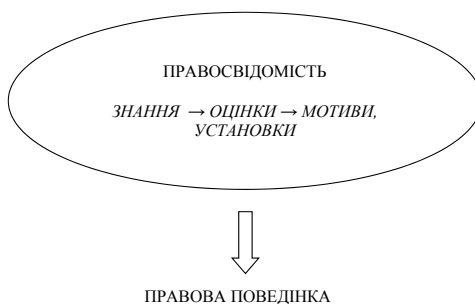 ПРАВОСВІДОМІСТЬ
ЗНАННЯ → ОЦІНКИ → МОТИВИ,
УСТАНОВКИ
ПРАВОВА ПОВЕДІНКА